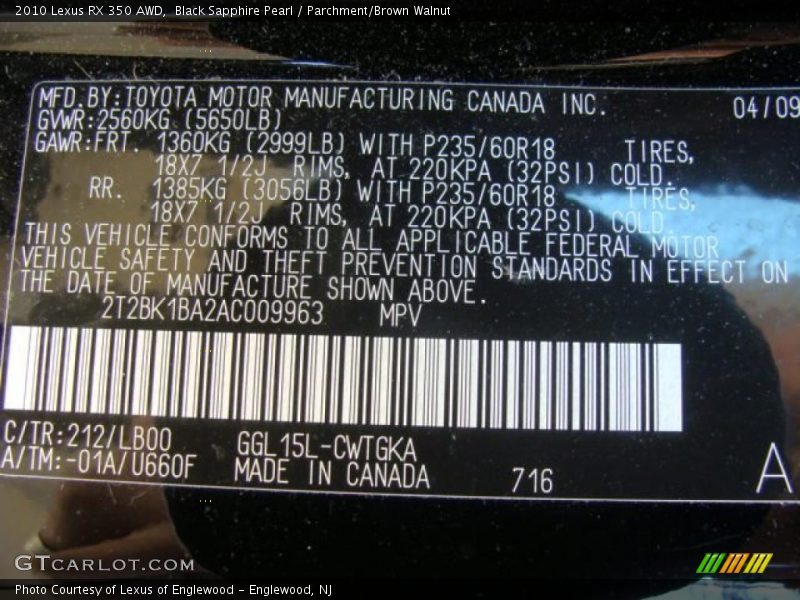 2010 Lexus RX 350 AWD,  Black Sapphire Pearl / Parchment/Brown Walnut
MFD.BY:TOYOTA MOTOR MANUFACTURING CANADA INC. 04/09
GVWR:2560KG (5650LB)
GAWR:FRT. 1360KG (2999LB) WITH P235/60R18 TIRES,
18X7 1/2J RIMS, AT 220KPA (32PSI) COLD.
RR. 1385KG (3056LB) WITH P235/60R18 TIRES,
18X7 1/2J RIMS, AT 220KPA (32PSI) COLD.
THIS VEHICLE CONFORMS TO ALL APPLICABLE FEDERAL MOTOR
VEHICLE SAFETY AND THEFT PREVENTION STANDARDS IN EFFECT ON
THE DATE OF MANUFACTURE SHOWN ABOVE.
2T2BK1BA2AC009963 MPV
C/TR:212/LB00 GGL15L-CWTGKA
A/TM:-01A/U660F MADE IN CANADA 716 A
GTCARLOT.COM
Photo Courtesy of Lexus of Englewood – Englewood, NJ